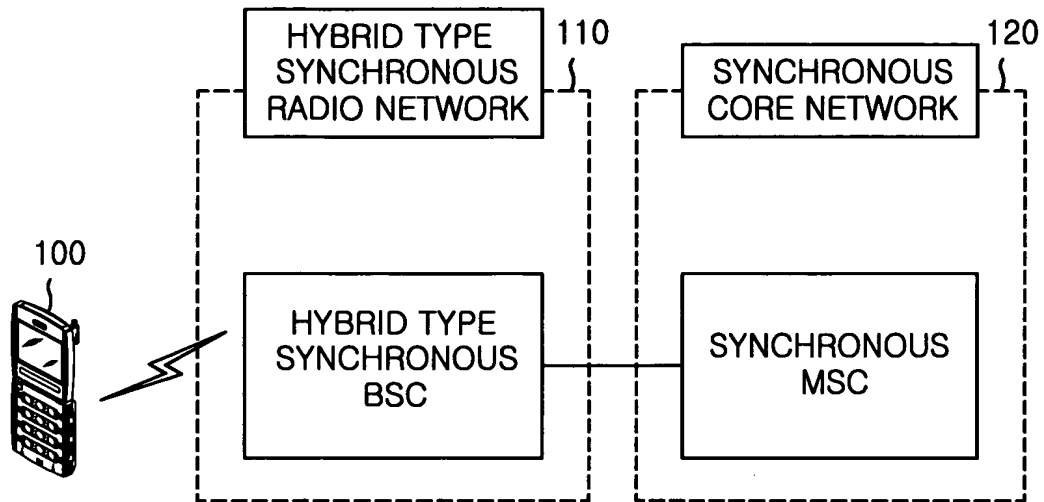 HYBRID TYPE
SYNCHRONOUS
RADIO NETWORK
110
SYNCHRONOUS
CORE NETWORK
120
100
HYBRID TYPE
SYNCHRONOUS
BSC
SYNCHRONOUS
MSC